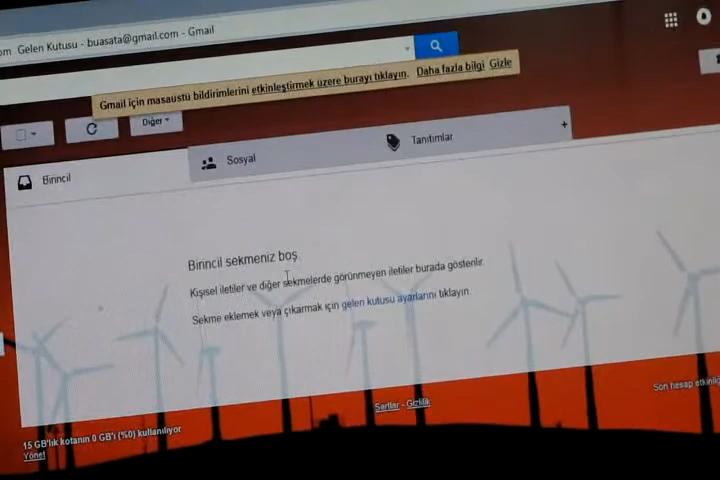 om Gelen Kutusu - buasata@gmail.com - Gmail
Gmail için masaüstü bildirimlerini etkinleştirmek üzere burayı tıklayın. Daha fazla bilgi Gizle
Diğer
Birincil
Sosyal
Tanıtımlar
+
Birincil sekmeniz boş
Kişisel iletiler ve diğer sekmelerde görünmeyen iletiler burada gösterilir.
Sekme eklemek veya çıkarmak için gelen kutusu ayarlarını tıklayın.
Şartlar - Gizlilik
Son hesap etkinliğ
15 GB'lık kotanın 0 GB'ı (%0) kullanılıyor
Yönet